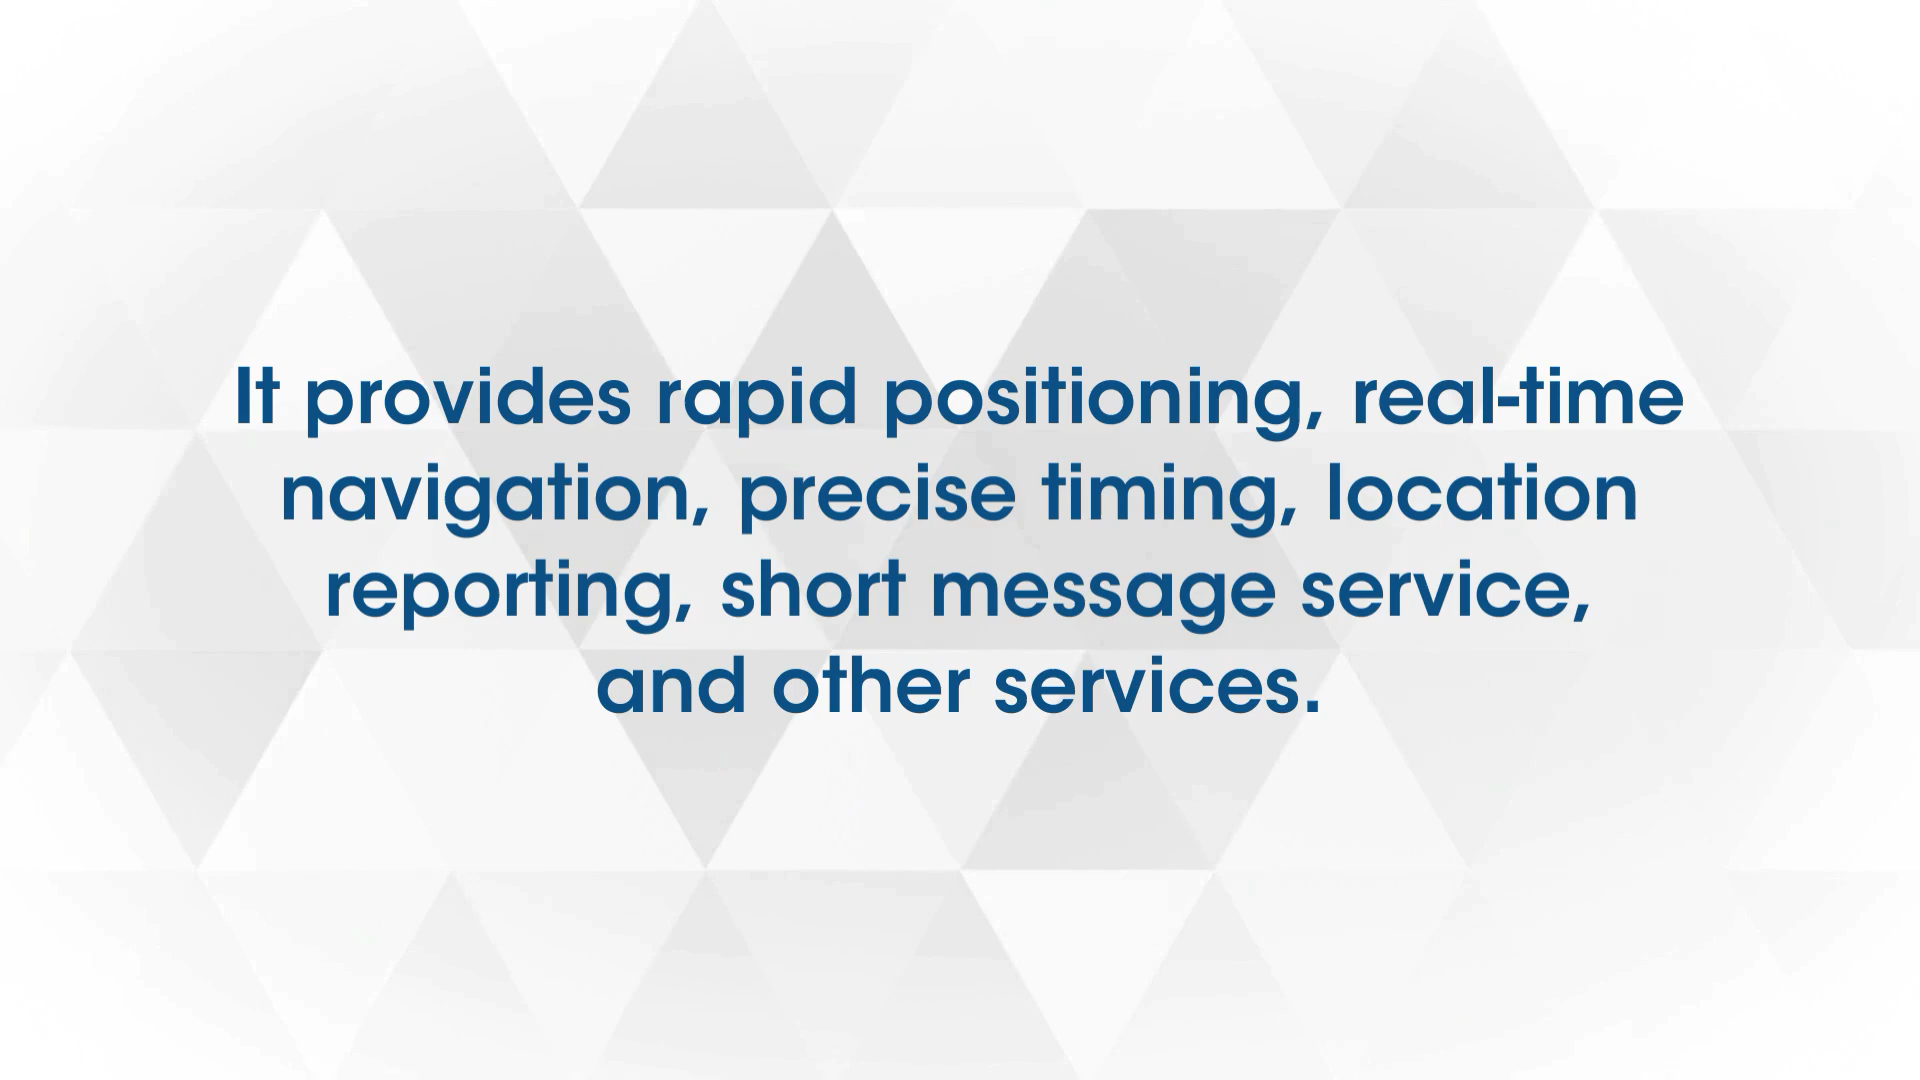 It provides rapid positioning, real-time
navigation, precise timing, location
reporting, short message service,
and other services.